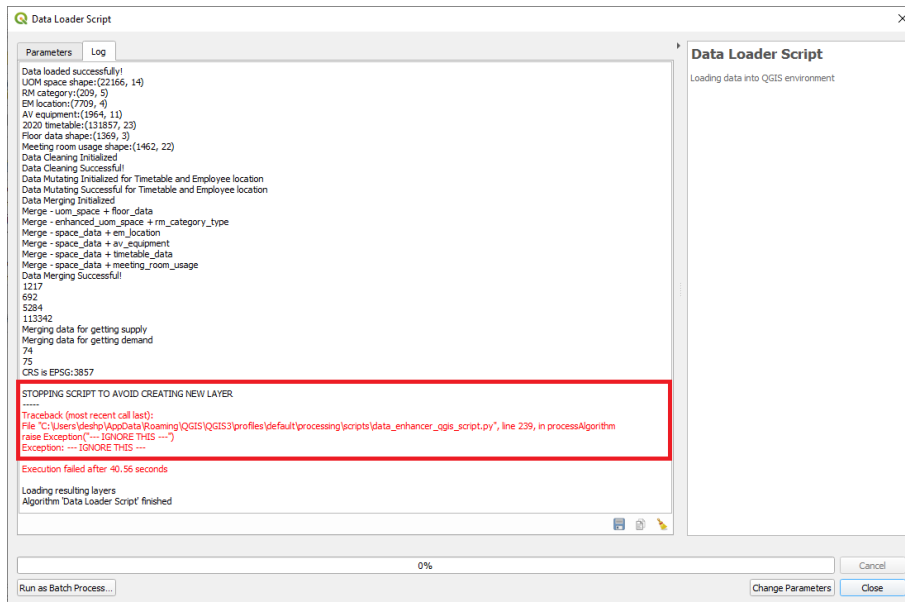 Data Loader Script
Parameters
Log
Data loaded successfully!
UOM space shape:(22166, 14)
RM category:(209, 5)
EM location:(7709, 4)
AV equipment:(1964, 11)
2020 timetable:(131857, 23)
Floor data shape:(1369, 3)
Meeting room usage shape:(1462, 22)
Data Cleaning Initialized
Data Cleaning Successful!
Data Mutating Initialized for Timetable and Employee location
Data Mutating Successful for Timetable and Employee location
Data Merging Initialized
Merge - uom_space + floor_data
Merge - enhanced_uom_space + rm_category_type
Merge - space_data + em_location
Merge - space_data + av_equipment
Merge - space_data + timetable_data
Merge - space_data + meeting_room_usage
Data Merging Successful!
1217
692
5284
113342
Merging data for getting supply
Merging data for getting demand
74
75
CRS is EPSG:3857
STOPPING SCRIPT TO AVOID CREATING NEW LAYER
-----
Traceback (most recent call last):
File "C:\Users\deshp\AppData\Roaming\QGIS\QGIS3\profiles\default\processing\scripts\data_enhancer_qgis_script.py", line 239, in processAlgorithm
raise Exception("--- IGNORE THIS ---")
Exception: --- IGNORE THIS ---
Execution failed after 40.56 seconds
Loading resulting layers
Algorithm 'Data Loader Script' finished
Data Loader Script
Loading data into QGIS environment
0%
Cancel
Run as Batch Process...
Change Parameters
Close